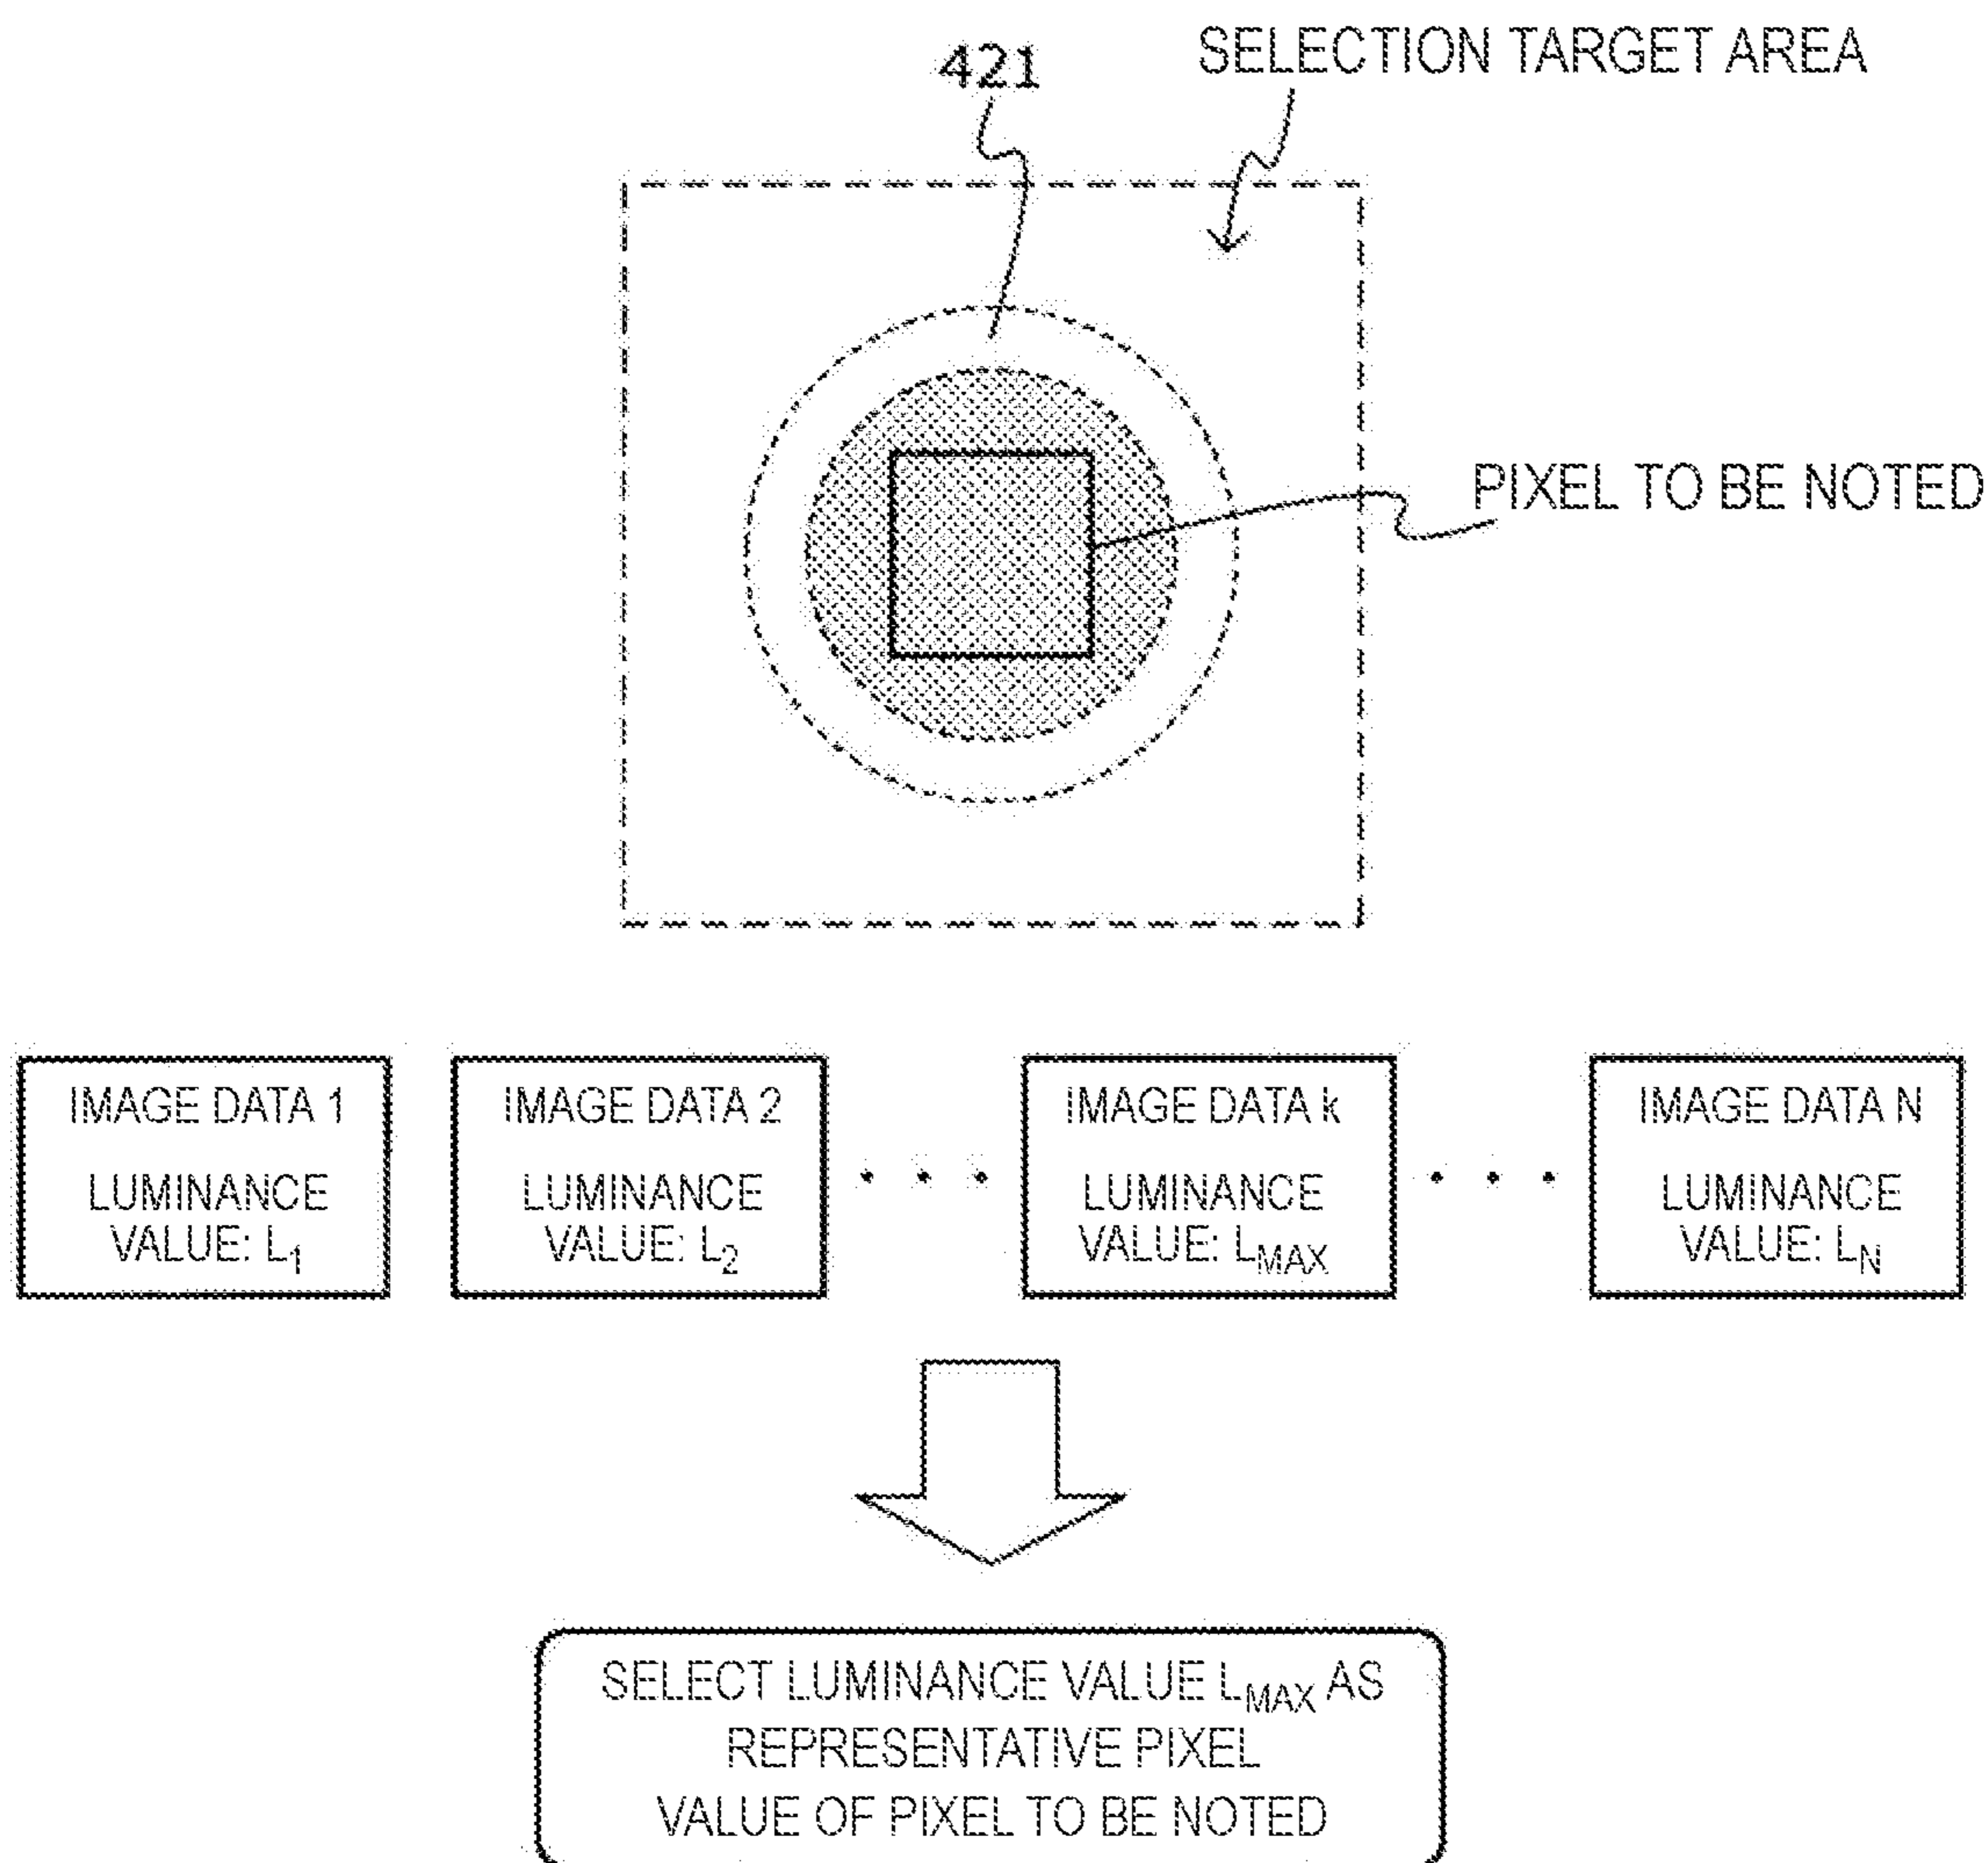 421
SELECTION TARGET AREA
PIXEL TO BE NOTED
IMAGE DATA 1
LUMINANCE
VALUE: L1
IMAGE DATA 2
LUMINANCE
VALUE: L2
• • •
IMAGE DATA k
LUMINANCE
VALUE: LMAX
• • •
IMAGE DATA N
LUMINANCE
VALUE: LN
SELECT LUMINANCE VALUE LMAX AS
REPRESENTATIVE PIXEL
VALUE OF PIXEL TO BE NOTED